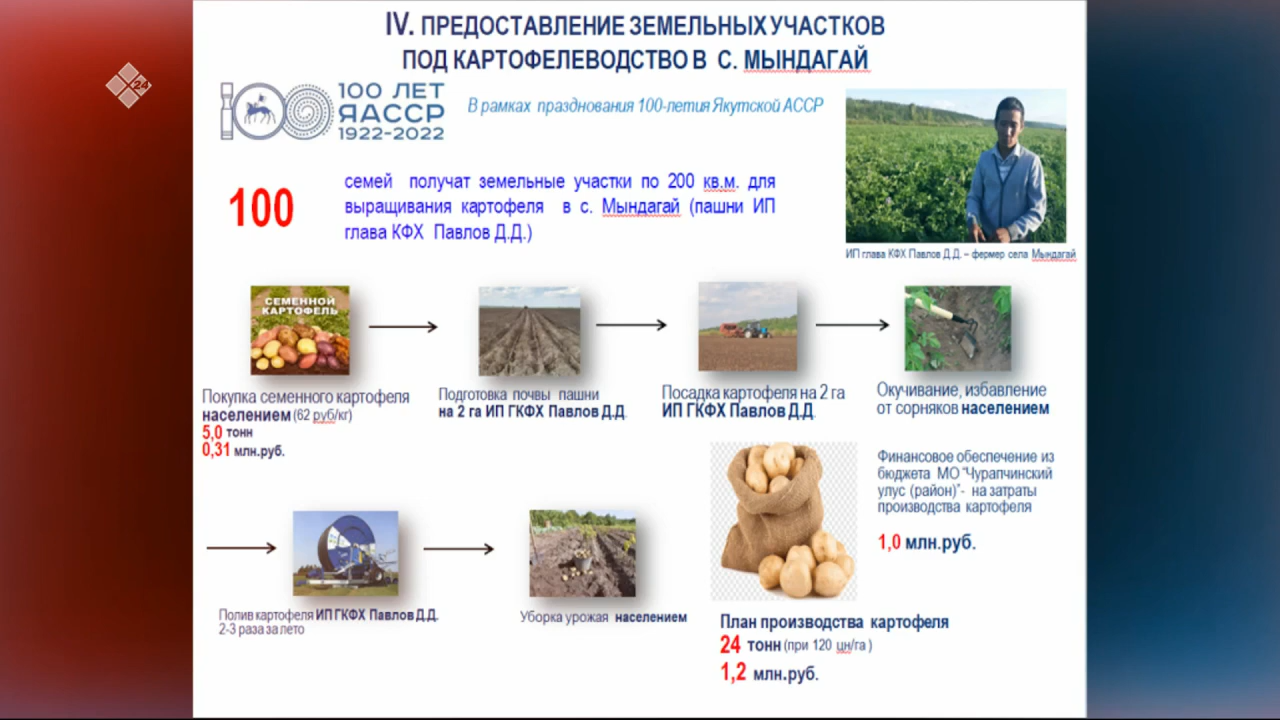 IV. ПРЕДОСТАВЛЕНИЕ ЗЕМЕЛЬНЫХ УЧАСТКОВ
ПОД КАРТОФЕЛЕВОДСТВО В С. МЫНДАГАЙ
X24
100 ЛЕТ
ЯАССР
1922-2022
В рамках празднования 100-летия Якутской АССР
100
семей получат земельные участки по 200 кв.м. для
выращивания картофеля в с. Мындагай (пашни ИП
глава КФХ Павлов Д.Д.)
ИП глава КФХ Павлов Д.Д. – фермер села Мындагай
СЕМЕННОЙ
КАРТОФЕЛЬ
Покупка семенного картофеля
населением (62 руб/кг)
5,0 тонн
0,31 млн.руб.
Подготовка почвы пашни
на 2 га ИП ГКФХ Павлов Д.Д.
Посадка картофеля на 2 га
ИП ГКФХ Павлов Д.Д.
Окучивание, избавление
от сорняков населением
Финансовое обеспечение из
бюджета МО "Чурапчинский
улус (район)"- на затраты
производства картофеля
1,0 млн.руб.
Полив картофеля ИП ГКФХ Павлов Д.Д.
2-3 раза за лето
Уборка урожая населением
План производства картофеля
24 тонн (при 120 цн/га )
1,2 млн.руб.